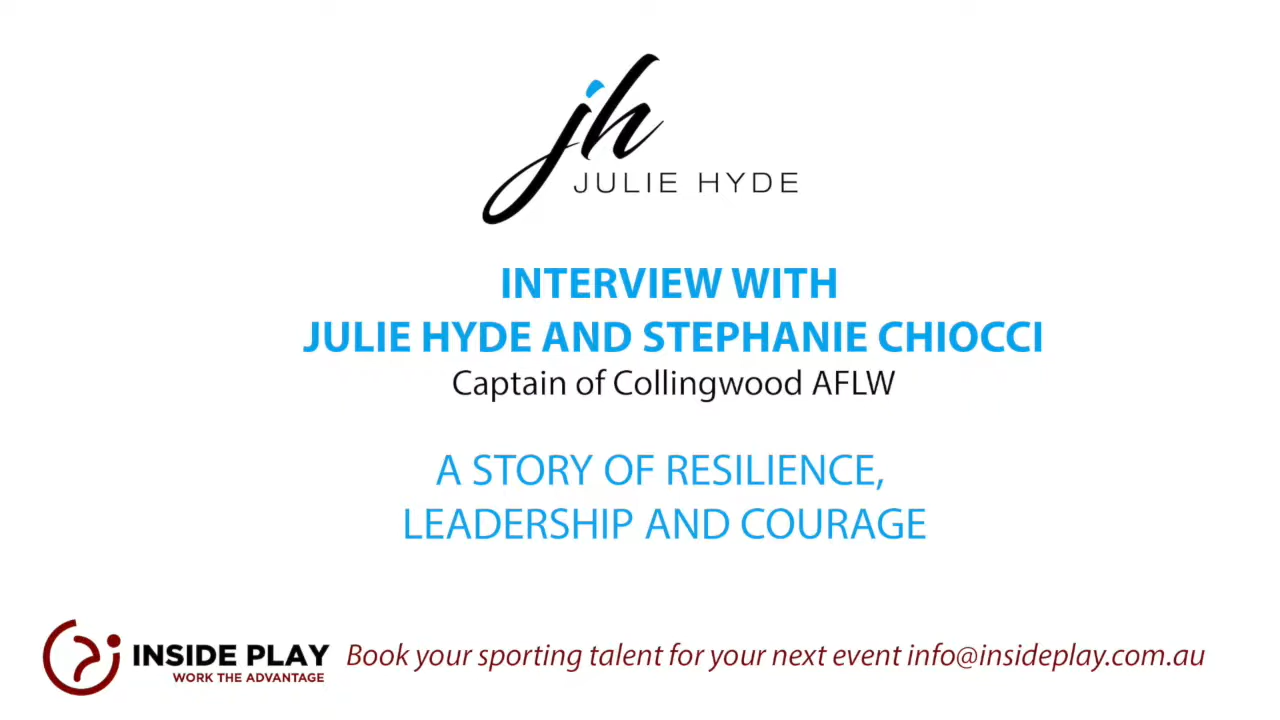 jh
JULIE HYDE
INTERVIEW WITH
JULIE HYDE AND STEPHANIE CHIOCCI
Captain of Collingwood AFLW
A STORY OF RESILIENCE,
LEADERSHIP AND COURAGE
INSIDE PLAY
WORK THE ADVANTAGE
Book your sporting talent for your next event info@insideplay.com.au